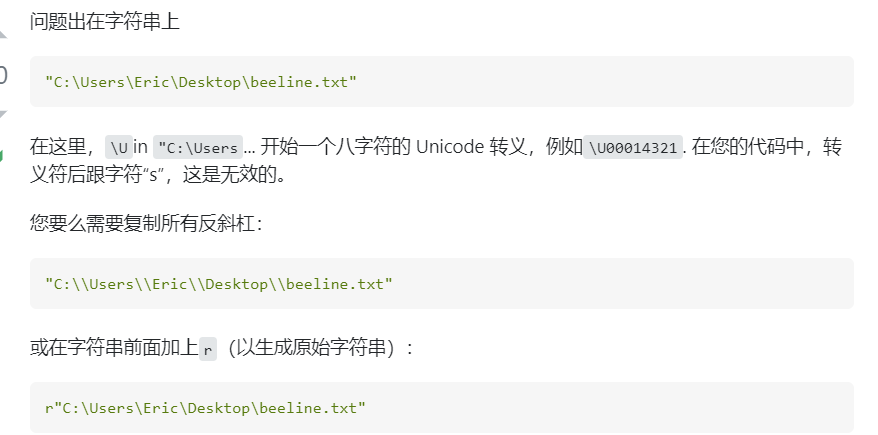 问题出在字符串上
"C:\Users\Eric\Desktop\beeline.txt"
0
在这里，\U in "C:\Users... 开始一个八字符的 Unicode 转义，例如\U00014321. 在您的代码中，转
义符后跟字符“s”，这是无效的。
您要么需要复制所有反斜杠：
"C:\\Users\\Eric\\Desktop\\beeline.txt"
或在字符串前面加上r（以生成原始字符串）：
r"C:\Users\Eric\Desktop\beeline.txt"